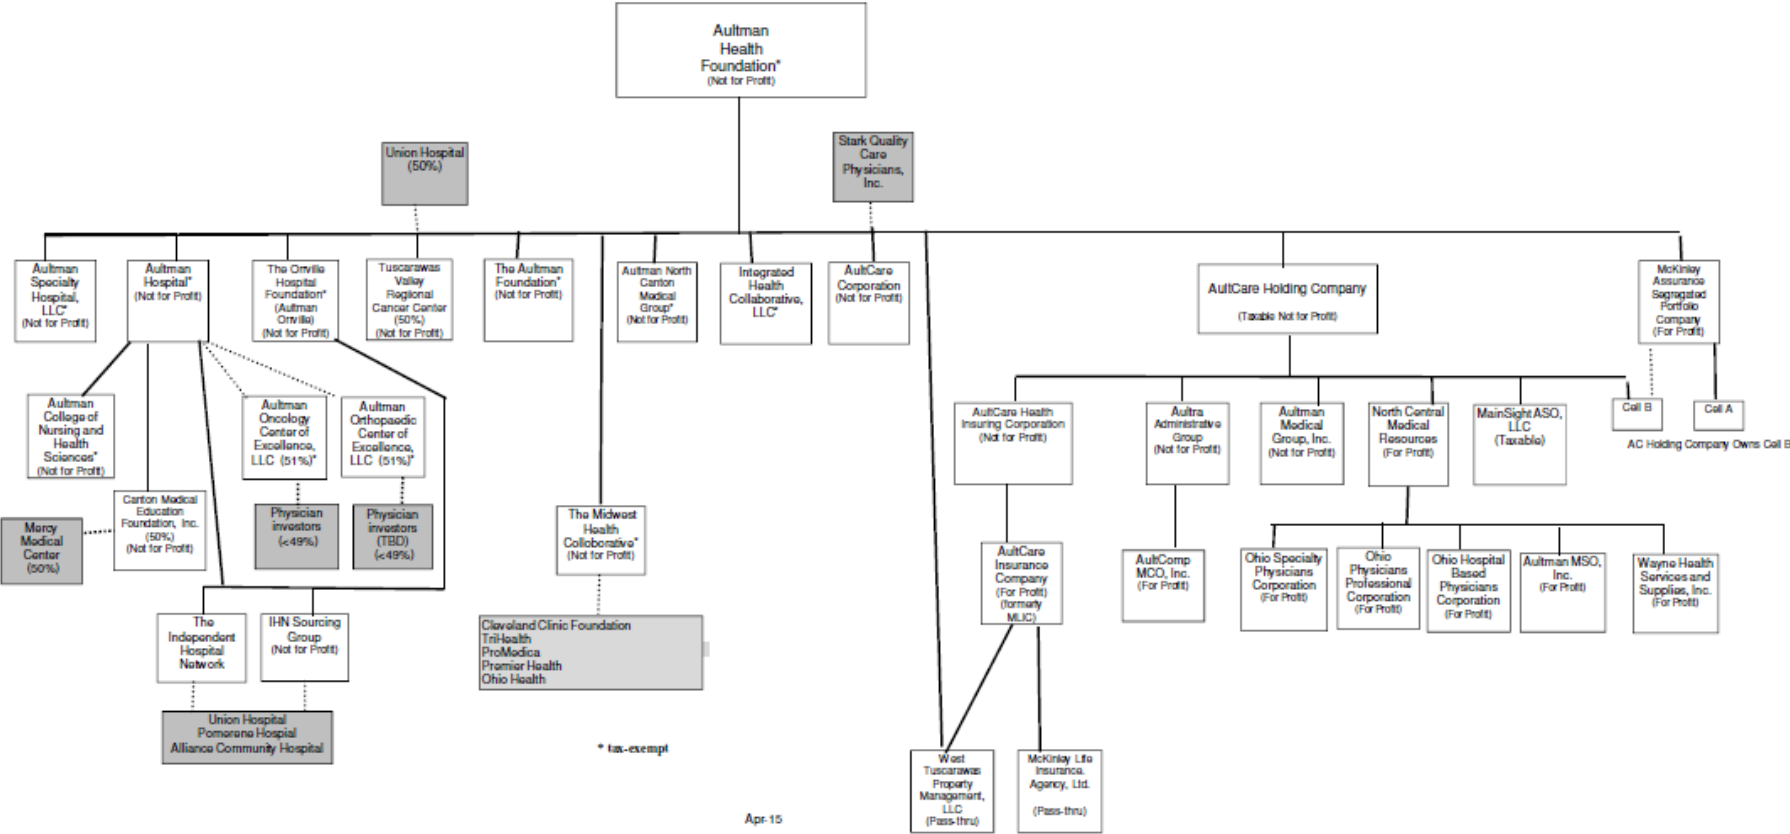 Aultman
Health
Foundation*
(Not for Profit)
Union Hospital
(50%)
Stark Quality
Care
Physicians,
Inc.
Aultman
Specialty
Hospital,
LLC*
(Not for Profit)
Aultman
Hospital*
(Not for Profit)
The Orrville
Hospital
Foundation*
(Aultman
Orrville)
(Not for Profit)
Tuscarawas
Valley
Regional
Cancer Center
(50%)
(Not for Profit)
The Aultman
Foundation*
(Not for Profit)
Aultman North
Canton
Medical
Group*
(Not for Profit)
Integrated
Health
Collaborative,
LLC*
AultCare
Corporation
(Not for Profit)
AultCare Holding Company
(Taxable Not for Profit)
McKinley
Assurance
Segregated
Portfolio
Company
(For Profit)
Aultman
College of
Nursing and
Health
Sciences*
(Not for Profit)
Aultman
Oncology
Center of
Excellence,
LLC (51%)*
Aultman
Orthopaedic
Center of
Excellence,
LLC (51%)*
AultCare Health
Insuring Corporation
(Not for Profit)
Aultra
Administrative
Group
(Not for Profit)
Aultman
Medical
Group, Inc.
(Not for Profit)
North Central
Medical
Resources
(For Profit)
MainSight ASO,
LLC
(Taxable)
Cell B
Cell A
AC Holding Company Owns Cell B
Mercy
Medical
Center
(50%)
Canton Medical
Education
Foundation, Inc.
(50%)
(Not for Profit)
Physician
investors
(<49%)
Physician
investors
(TBD)
(<49%)
The Midwest
Health
Colloborative*
(Not for Profit)
AultCare
Insurance
Company
(For Profit)
(formerly
MLIC)
AultComp
MCO, Inc.
(For Profit)
Ohio Specialty
Physicians
Corporation
(For Profit)
Ohio
Physicians
Professional
Corporation
(For Profit)
Ohio Hospital
Based
Physicians
Corporation
(For Profit)
Aultman MSO,
Inc.
(For Profit)
Wayne Health
Services and
Supplies, Inc.
(For Profit)
The
Independent
Hospital
Network
IHN Sourcing
Group
(Not for Profit)
Cleveland Clinic Foundation
TriHealth
ProMedica
Premier Health
Ohio Health
Union Hospital
Pomerene Hospial
Alliance Community Hospital
* tax-exempt
West
Tuscarawas
Property
Management,
LLC
(Pass-thru)
McKinley Life
Insurance.
Agency, Ltd.
(Pass-thru)
Apr-15